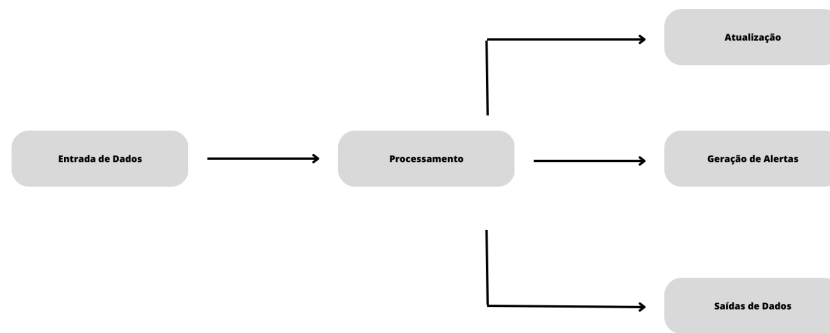 Atualização
Entrada de Dados
Processamento
Geração de Alertas
Saídas de Dados